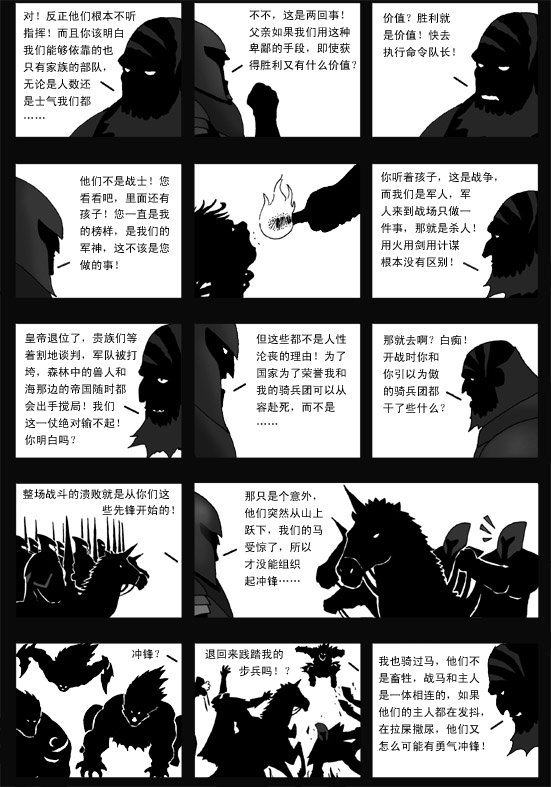 对！反正他们根本不听
指挥！而且你该明白
我们能够依靠的也
只有家族的部队，
无论是人数还
是士气我们都
……
不不，这是两回事！
父亲如果我们用这种
卑鄙的手段，即使获
得胜利又有什么价值？
价值？胜利就
是价值！快去
执行命令队长！
他们不是战士！您
看看吧，里面还有
孩子！您一直是我
的榜样，是我们的
军神，这不该是您
做的事！
你听着孩子，这是战争，
而我们是军人，军
人来到战场只做一
件事，那就是杀人！
用火用剑用计谋
根本没有区别！
皇帝退位了，贵族们等
着割地谈判，军队被打
垮，森林中的兽人和
海那边的帝国随时都
会出手搅局！我们
这一仗绝对输不起！
你明白吗？
但这些都不是人性
沦丧的理由！为了
国家为了荣誉我和
我的骑兵团可以从
容赴死，而不是
……
那就去啊？白痴！
开战时你和
你引以为傲
的骑兵团都
干了些什么？
整场战斗的溃败就是从你们这
些先锋开始的！
那只是个意外，
他们突然从山上
跃下，我们的马
受惊了，所以
才没能组织
起冲锋……
冲锋？
退回来践踏我的
步兵吗！？
我也骑过马，他们不
是畜牲，战马和主人
是一体相连的，如果
他们的主人都在发抖，
在拉屎撒尿，他们又
怎么可能有勇气冲锋！